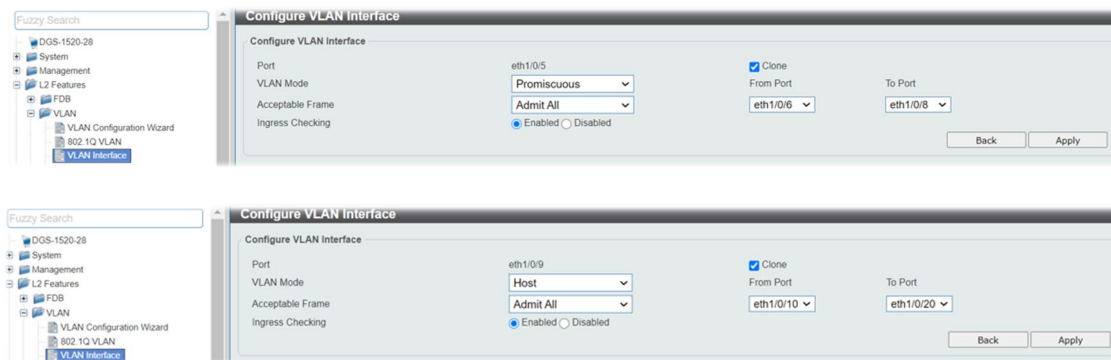 Fuzzy Search
DGS-1520-28
System
Management
L2 Features
FDB
VLAN
VLAN Configuration Wizard
802.1Q VLAN
VLAN Interface
Configure VLAN Interface
Configure VLAN Interface
Port eth1/0/5 Clone
VLAN Mode Promiscuous From Port To Port
Acceptable Frame Admit All eth1/0/6 eth1/0/8
Ingress Checking Enabled Disabled
Back Apply
Fuzzy Search
DGS-1520-28
System
Management
L2 Features
FDB
VLAN
VLAN Configuration Wizard
802.1Q VLAN
VLAN Interface
Configure VLAN Interface
Configure VLAN Interface
Port eth1/0/9 Clone
VLAN Mode Host From Port To Port
Acceptable Frame Admit All eth1/0/10 eth1/0/20
Ingress Checking Enabled Disabled
Back Apply